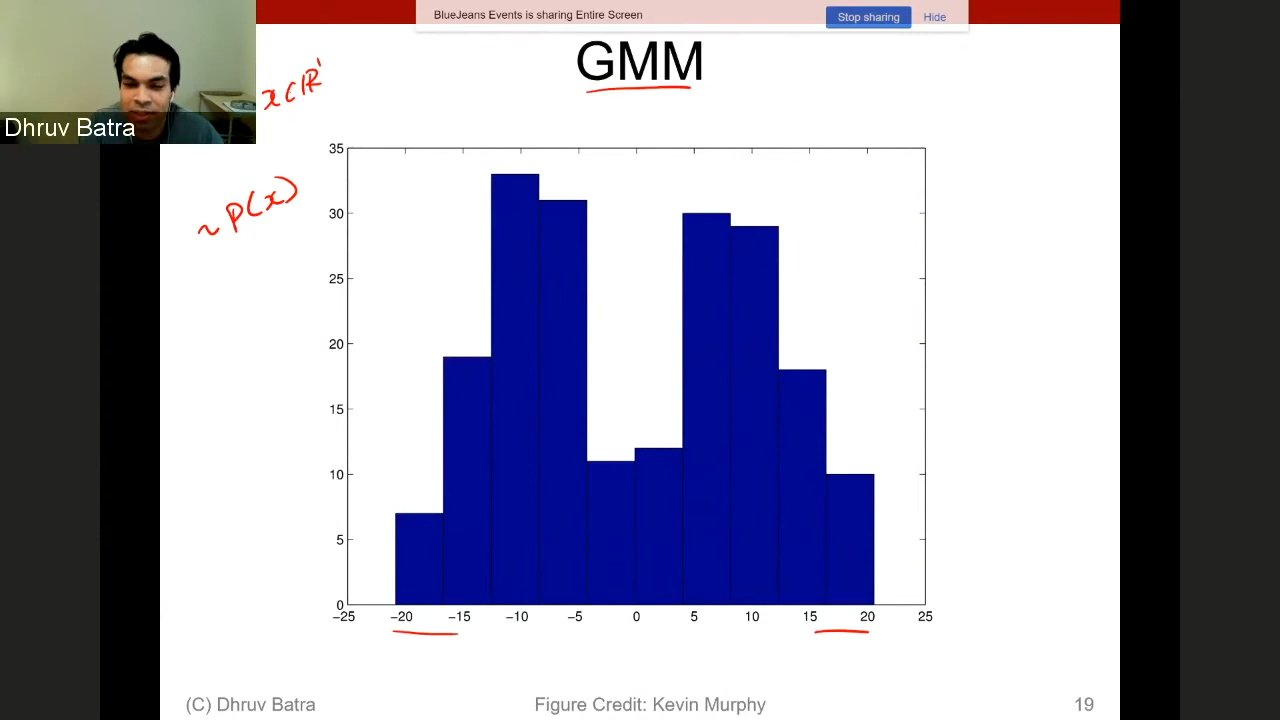 BlueJeans Events is sharing Entire Screen
Stop sharing
Hide
GMM
x ∈ ℝ¹
Dhruv Batra
~ P(x)
35
30
25
20
15
10
5
0
−25 −20 −15 −10 −5 0 5 10 15 20 25
(C) Dhruv Batra
Figure Credit: Kevin Murphy
19